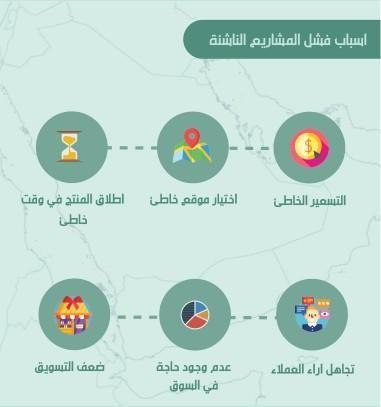 اسباب فشل المشاريع الناشئة
التسعير الخاطئ
اختيار موقع خاطئ
اطلاق المنتج في وقت
خاطئ
تجاهل اراء العملاء
عدم وجود حاجة
في السوق
ضعف التسويق